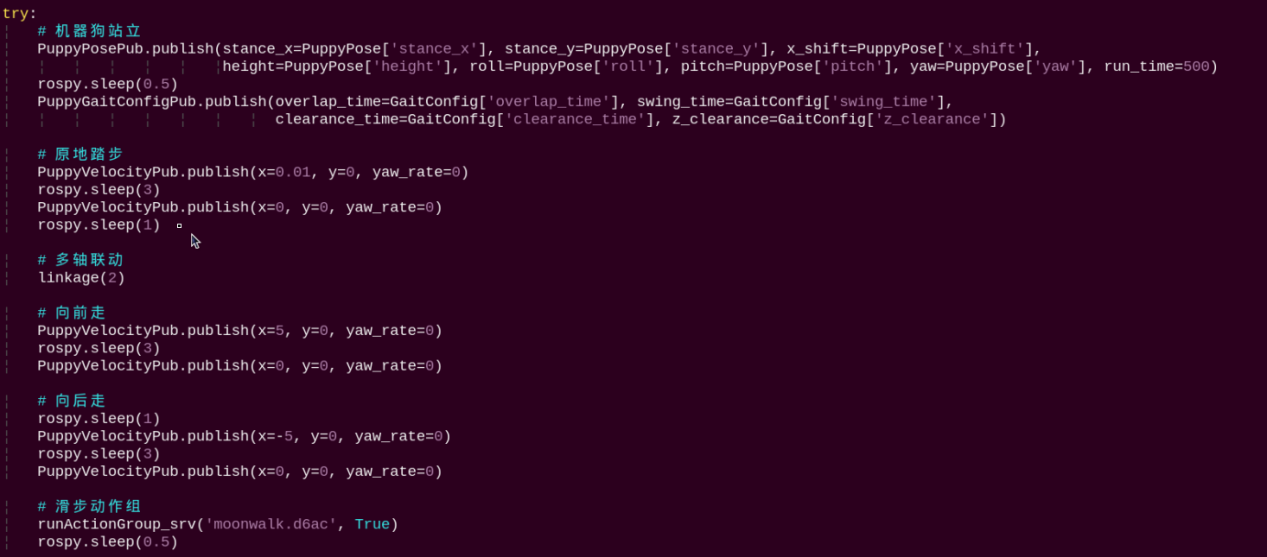 try:
# 机器狗站立
PuppyPosePub.publish(stance_x=PuppyPose['stance_x'], stance_y=PuppyPose['stance_y'], x_shift=PuppyPose['x_shift'],
height=PuppyPose['height'], roll=PuppyPose['roll'], pitch=PuppyPose['pitch'], yaw=PuppyPose['yaw'], run_time=500)
rospy.sleep(0.5)
PuppyGaitConfigPub.publish(overlap_time=GaitConfig['overlap_time'], swing_time=GaitConfig['swing_time'],
clearance_time=GaitConfig['clearance_time'], z_clearance=GaitConfig['z_clearance'])
# 原地踏步
PuppyVelocityPub.publish(x=0.01, y=0, yaw_rate=0)
rospy.sleep(3)
PuppyVelocityPub.publish(x=0, y=0, yaw_rate=0)
rospy.sleep(1)
# 多轴联动
linkage(2)
# 向前走
PuppyVelocityPub.publish(x=5, y=0, yaw_rate=0)
rospy.sleep(3)
PuppyVelocityPub.publish(x=0, y=0, yaw_rate=0)
# 向后走
rospy.sleep(1)
PuppyVelocityPub.publish(x=-5, y=0, yaw_rate=0)
rospy.sleep(3)
PuppyVelocityPub.publish(x=0, y=0, yaw_rate=0)
# 滑步动作组
runActionGroup_srv('moonwalk.d6ac', True)
rospy.sleep(0.5)